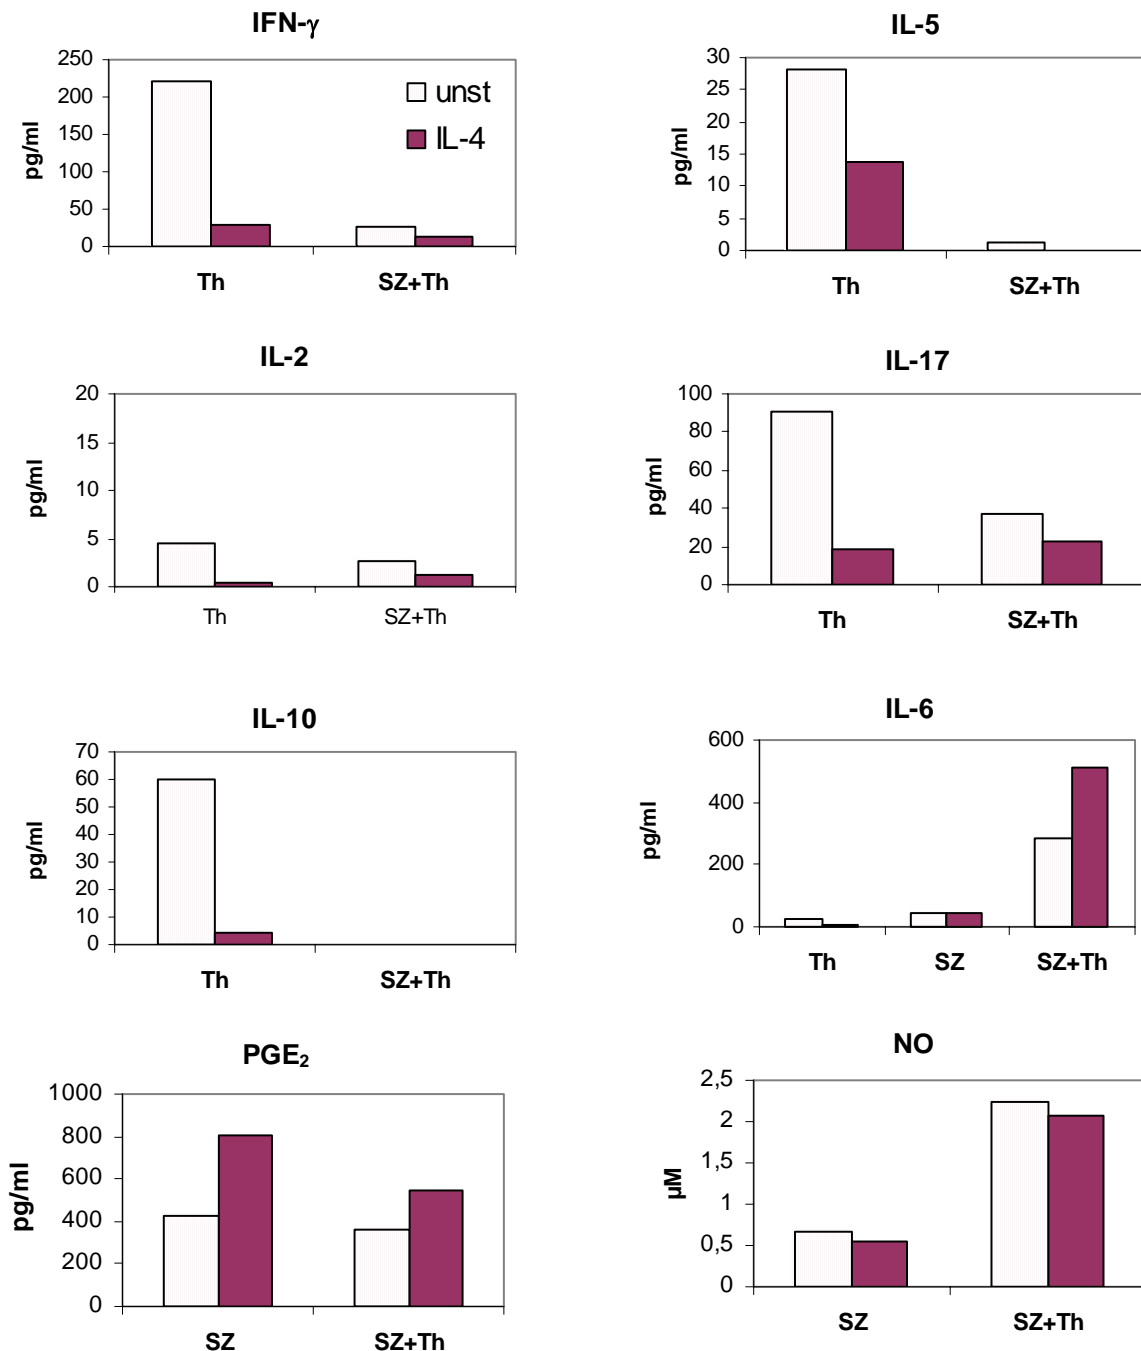 IFN-γ
250
200
150
100
50
0
pg/ml
unst
IL-4
Th
SZ+Th
IL-5
30
25
20
15
10
5
0
pg/ml
Th
SZ+Th
IL-2
20
15
10
5
0
pg/ml
Th
SZ+Th
IL-17
100
80
60
40
20
0
pg/ml
Th
SZ+Th
IL-10
70
60
50
40
30
20
10
0
pg/ml
Th
SZ+Th
IL-6
600
400
200
0
pg/ml
Th
SZ
SZ+Th
PGE₂
1000
800
600
400
200
0
pg/ml
SZ
SZ+Th
NO
2,5
2
1,5
1
0,5
0
µM
SZ
SZ+Th